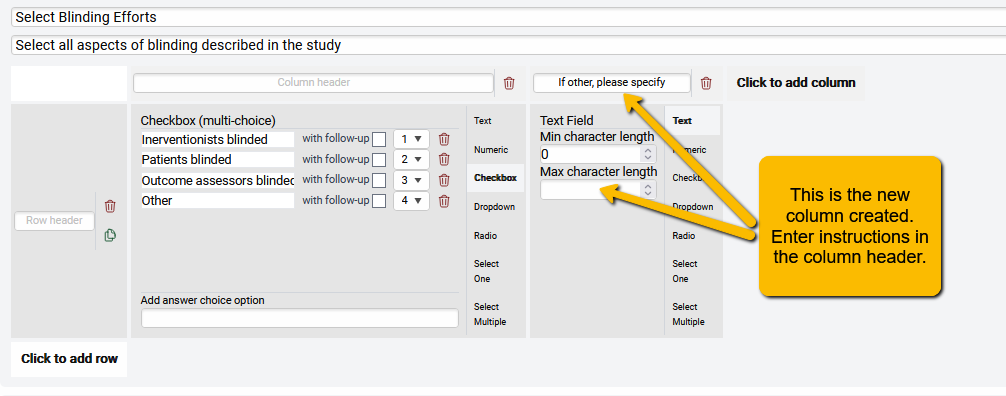 Select Blinding Efforts
Select all aspects of blinding described in the study
Column header
If other, please specify
Click to add column
Row header
Checkbox (multi-choice)
Inerventionists blinded with follow-up 1
Patients blinded with follow-up 2
Outcome assessors blinded with follow-up 3
Other with follow-up 4
Add answer choice option
Text
Numeric
Checkbox
Dropdown
Radio
Select
One
Select
Multiple
Text Field
Min character length
0
Max character length
Text
Numeric
Checkbox
Dropdown
Radio
Select
One
Select
Multiple
This is the new
column created.
Enter instructions in
the column header.
Click to add row